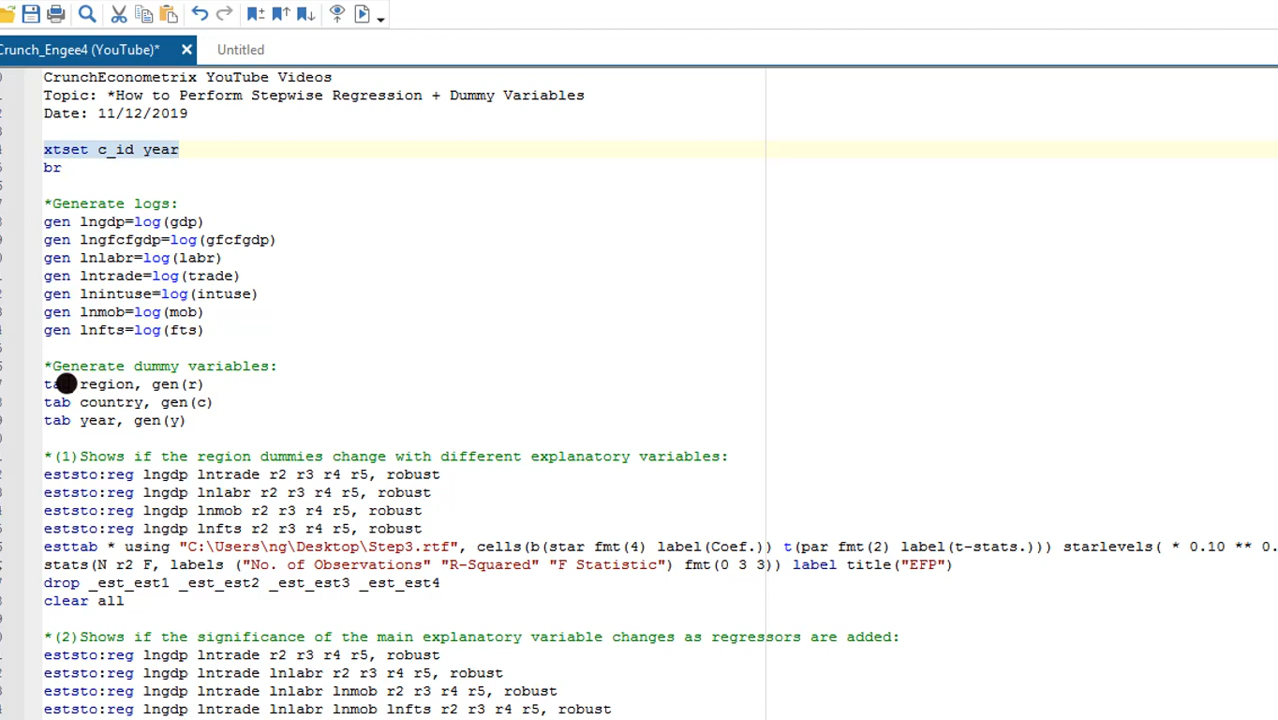 Crunch_Engee4 (YouTube)* Untitled
CrunchEconometrix YouTube Videos
Topic: *How to Perform Stepwise Regression + Dummy Variables
Date: 11/12/2019
xtset c_id year
br
*Generate logs:
gen lngdp=log(gdp)
gen lngfcfgdp=log(gfcfgdp)
gen lnlabr=log(labr)
gen lntrade=log(trade)
gen lnintuse=log(intuse)
gen lnmob=log(mob)
gen lnfts=log(fts)
*Generate dummy variables:
region, gen(r)
tab country, gen(c)
tab year, gen(y)
*(1)Shows if the region dummies change with different explanatory variables:
eststo:reg lngdp lntrade r2 r3 r4 r5, robust
eststo:reg lngdp lnlabr r2 r3 r4 r5, robust
eststo:reg lngdp lnmob r2 r3 r4 r5, robust
eststo:reg lngdp lnfts r2 r3 r4 r5, robust
esttab * using "C:\Users\ng\Desktop\Step3.rtf", cells(b(star fmt(4) label(Coef.)) t(par fmt(2) label(t-stats.))) starlevels( * 0.10 ** 0.
stats(N r2 F, labels ("No. of Observations" "R-Squared" "F Statistic") fmt(0 3 3)) label title("EFP")
drop _est_est1 _est_est2 _est_est3 _est_est4
clear all
*(2)Shows if the significance of the main explanatory variable changes as regressors are added:
eststo:reg lngdp lntrade r2 r3 r4 r5, robust
eststo:reg lngdp lntrade lnlabr r2 r3 r4 r5, robust
eststo:reg lngdp lntrade lnlabr lnmob r2 r3 r4 r5, robust
eststo:reg lngdp lntrade lnlabr lnmob lnfts r2 r3 r4 r5, robust